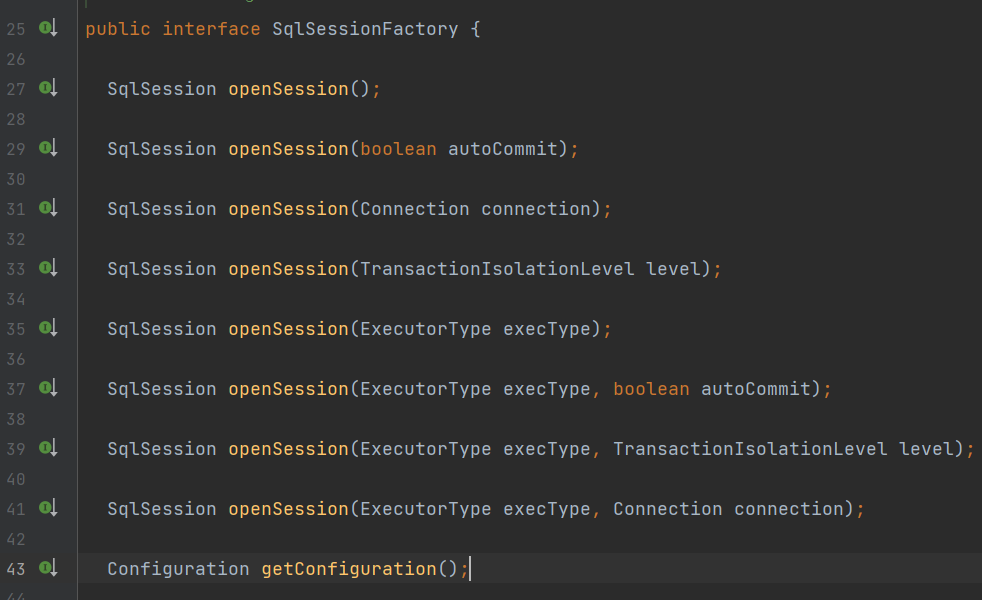 25 public interface SqlSessionFactory {
26
27 SqlSession openSession();
28
29 SqlSession openSession(boolean autoCommit);
30
31 SqlSession openSession(Connection connection);
32
33 SqlSession openSession(TransactionIsolationLevel level);
34
35 SqlSession openSession(ExecutorType execType);
36
37 SqlSession openSession(ExecutorType execType, boolean autoCommit);
38
39 SqlSession openSession(ExecutorType execType, TransactionIsolationLevel level);
40
41 SqlSession openSession(ExecutorType execType, Connection connection);
42
43 Configuration getConfiguration();
44